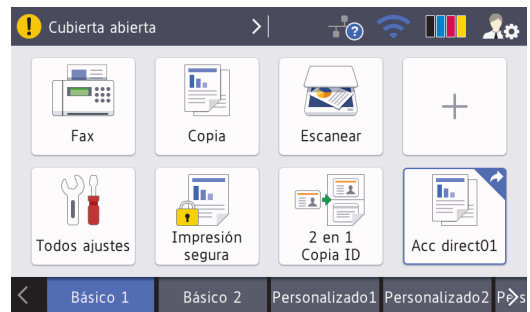 Cubierta abierta
Fax
Copia
Escanear
Todos ajustes
Impresión
segura
2 en 1
Copia ID
Acc direct01
Básico 1
Básico 2
Personalizado1
Personalizado2